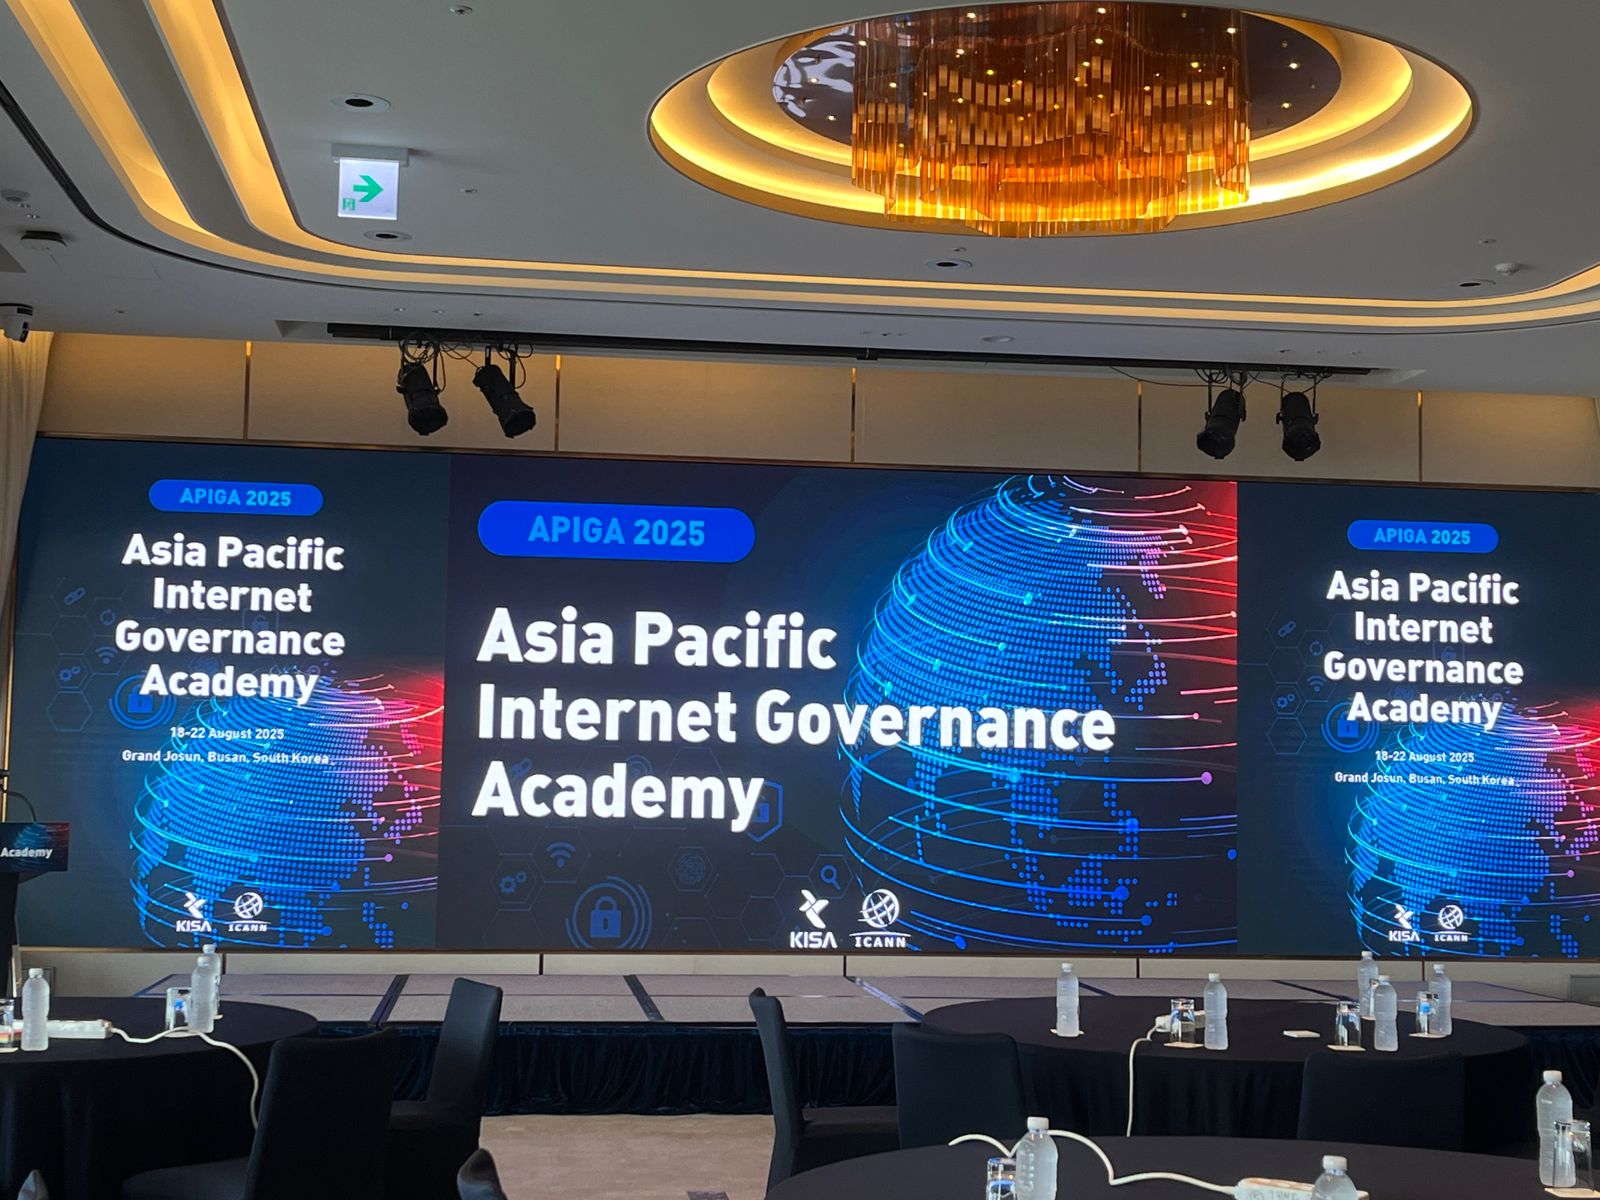 APIGA 2025
Asia Pacific
Internet
Governance
Academy
18-22 August 2025
Grand Josun, Busan, South Korea
KISA
ICANN
APIGA 2025
Asia Pacific
Internet Governance
Academy
KISA
ICANN
APIGA 2025
Asia Pacific
Internet
Governance
Academy
18-22 August 2025
Grand Josun, Busan, South Korea
KISA
ICANN
Academy